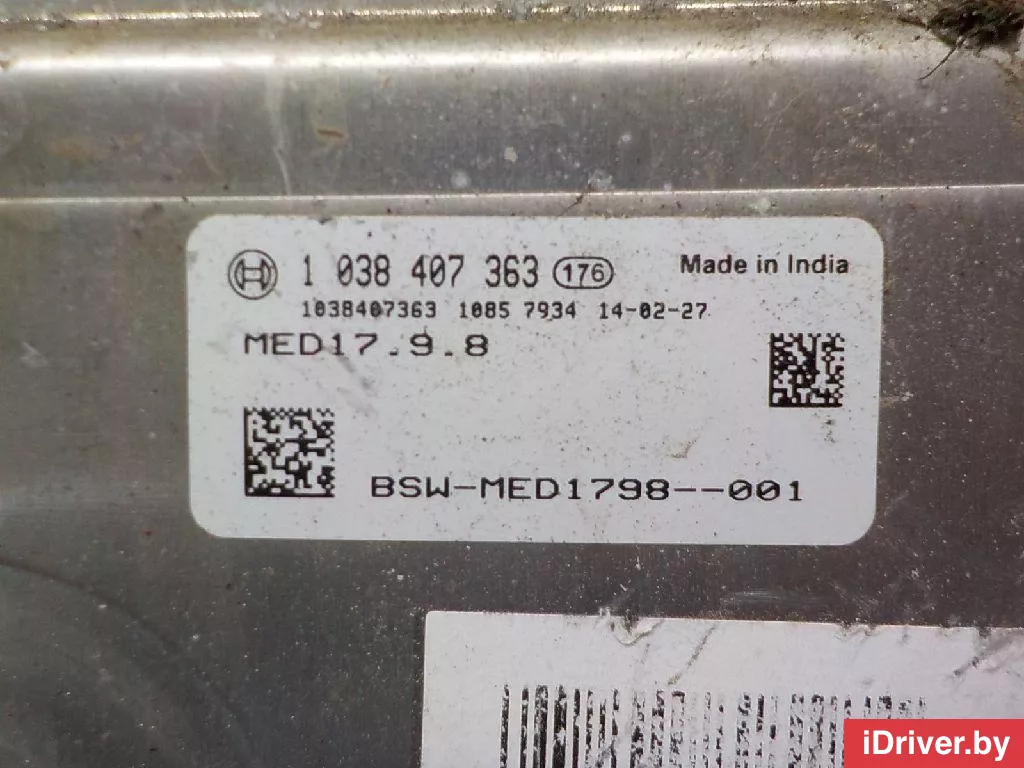 1 038 407 363 176 Made in India
1038407363 1085 7934 14-02-27
MED17.9.8
BSW-MED1798--001
iDriver.by